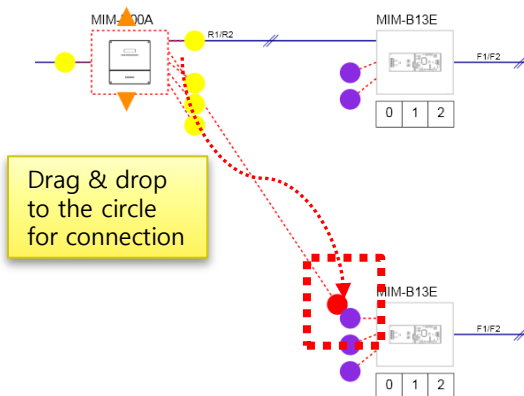 MIM-B13E
R1/R2
F1/F2
0 1 2
Drag & drop
to the circle
for connection
MIM-B13E
F1/F2
0 1 2